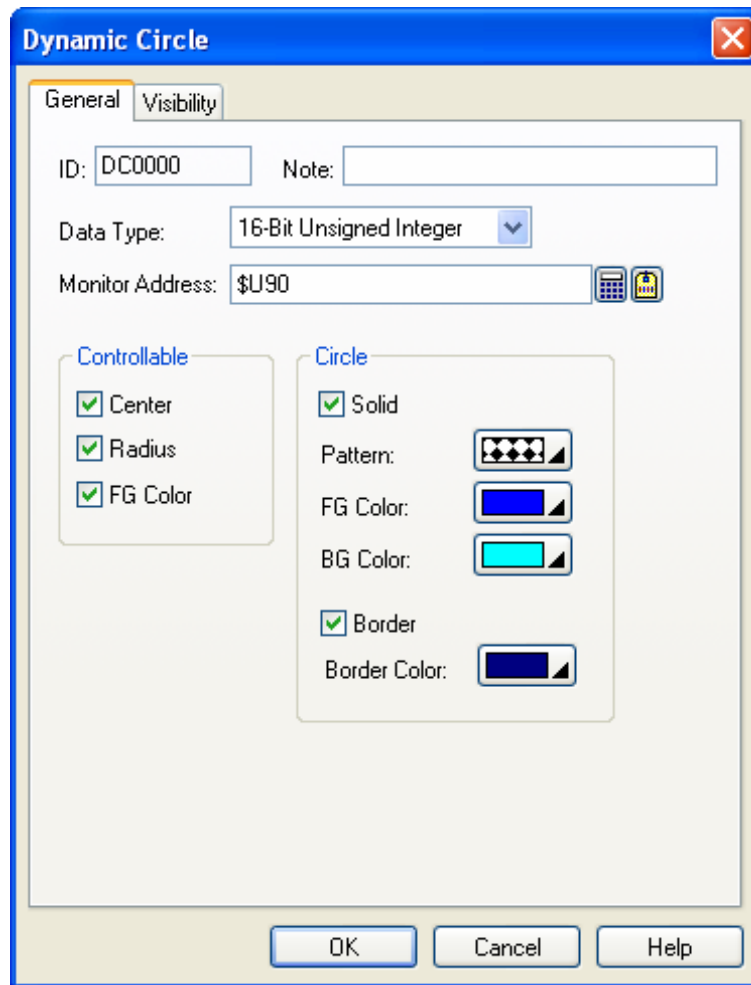 Dynamic Circle
General Visibility
ID: DC0000 Note:
Data Type: 16-Bit Unsigned Integer
Monitor Address: $U90
Controllable Circle
Center Solid
Radius Pattern:
FG Color FG Color:
BG Color:
Border
Border Color:
OK Cancel Help